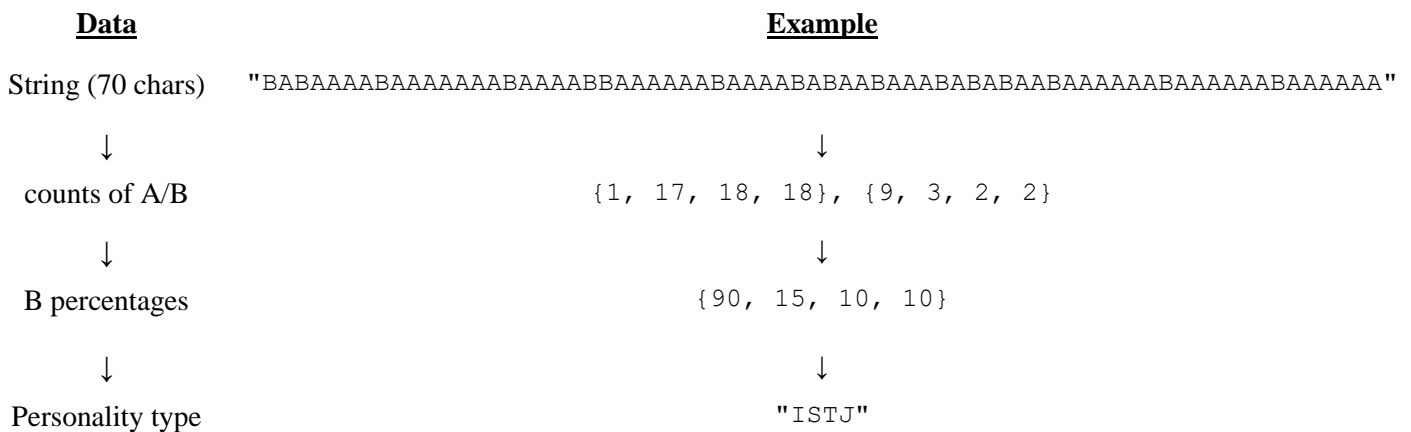 Data Example
String (70 chars) "BABAAAABAAAAAAABAAAABBAAAAAABAAAABABAABAAABABABAABAAAAAABAAAAAABAAAAAA"
↓ ↓
counts of A/B {1, 17, 18, 18}, {9, 3, 2, 2}
↓ ↓
B percentages {90, 15, 10, 10}
↓ ↓
Personality type "ISTJ"